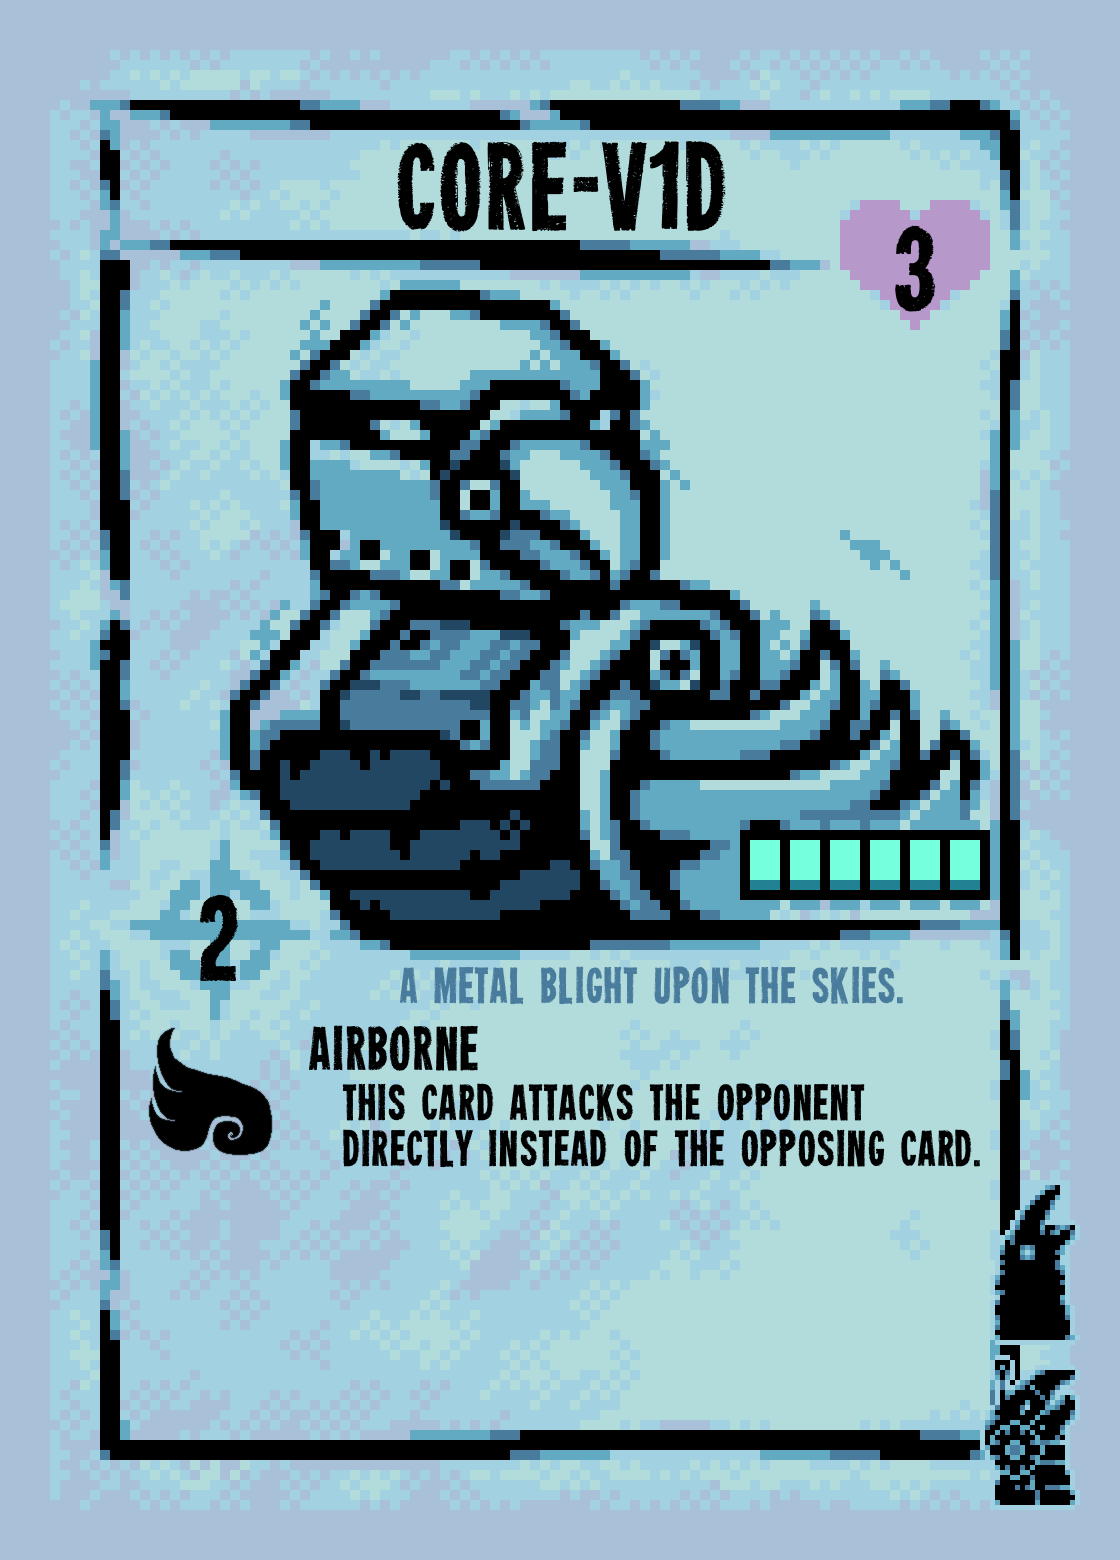 CORE-V1D
3
2
A METAL BLIGHT UPON THE SKIES.
AIRBORNE
THIS CARD ATTACKS THE OPPONENT
DIRECTLY INSTEAD OF THE OPPOSING CARD.